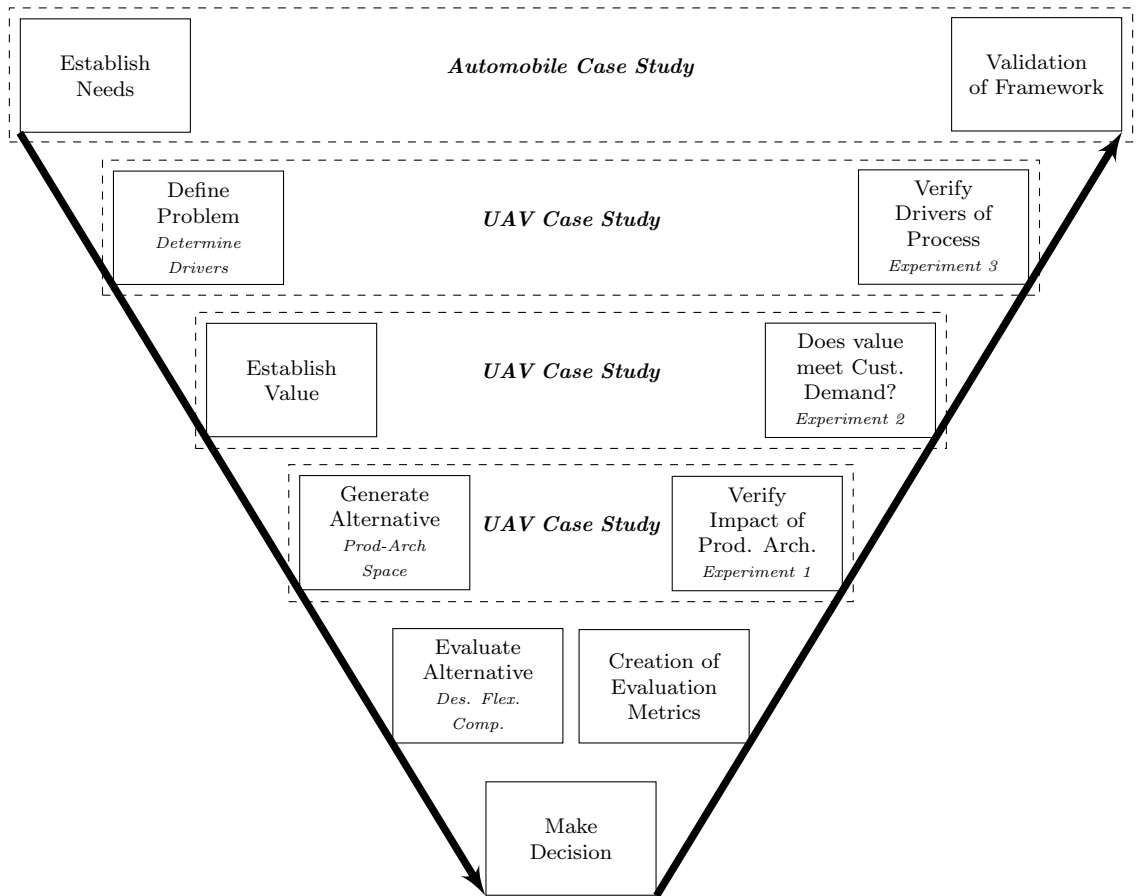 Establish
Needs
Automobile Case Study
Validation
of Framework
Define
Problem
Determine
Drivers
UAV Case Study
Verify
Drivers of
Process
Experiment 3
Establish
Value
UAV Case Study
Does value
meet Cust.
Demand?
Experiment 2
Generate
Alternative
Prod-Arch
Space
UAV Case Study
Verify
Impact of
Prod. Arch.
Experiment 1
Evaluate
Alternative
Des. Flex.
Comp.
Creation of
Evaluation
Metrics
Make
Decision